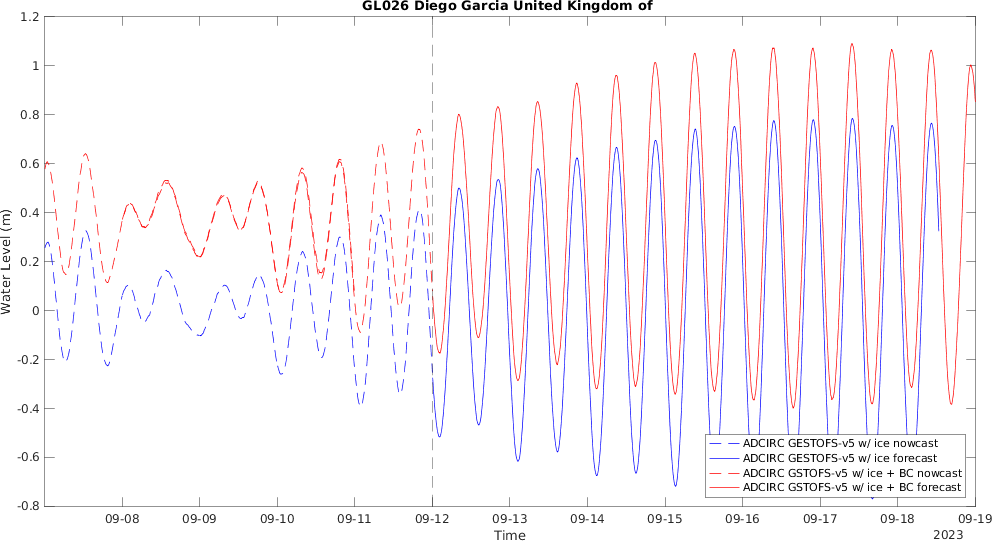 GL026 Diego Garcia United Kingdom of
1.2
1
0.8
0.6
0.4
0.2
0
-0.2
-0.4
-0.6
-0.8
Water Level (m)
ADCIRC GESTOFS-v5 w/ ice nowcast
ADCIRC GESTOFS-v5 w/ ice forecast
ADCIRC GSTOFS-v5 w/ ice + BC nowcast
ADCIRC GSTOFS-v5 w/ ice + BC forecast
09-08 09-09 09-10 09-11 09-12 09-13 09-14 09-15 09-16 09-17 09-18 09-19
Time
2023